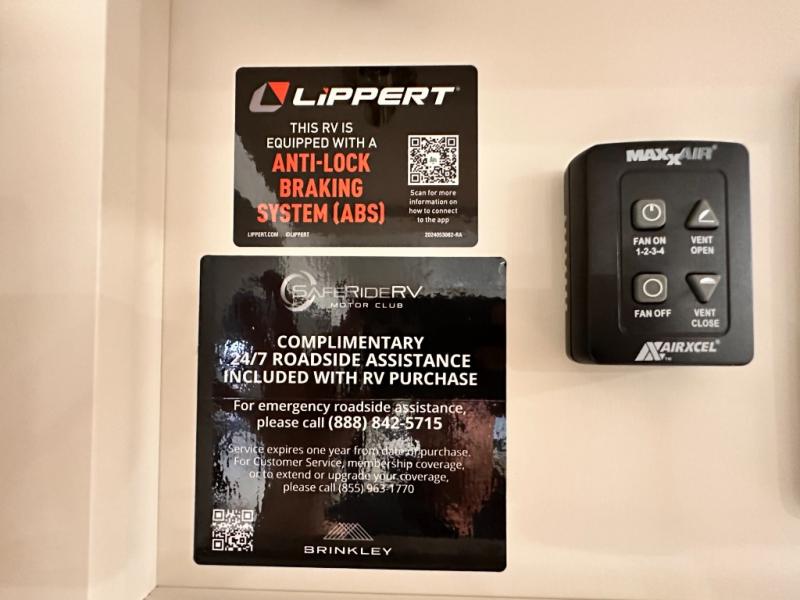 LiPPERT
THIS RV IS
EQUIPPED WITH A
ANTI-LOCK
BRAKING
SYSTEM (ABS)
Scan for more
information on
how to connect
to the app
LIPPERT.COM ©LIPPERT
2024053062-RA
SAFERIDERV
MOTOR CLUB
COMPLIMENTARY
24/7 ROADSIDE ASSISTANCE
INCLUDED WITH RV PURCHASE
For emergency roadside assistance,
please call (888) 842-5715
Service expires one year from date of purchase.
For Customer Service, membership coverage,
or to extend or upgrade your coverage,
please call (855) 963-1770
BRINKLEY
MAXXAIR®
FAN ON
1-2-3-4
VENT
OPEN
FAN OFF
VENT
CLOSE
AIRXCEL®